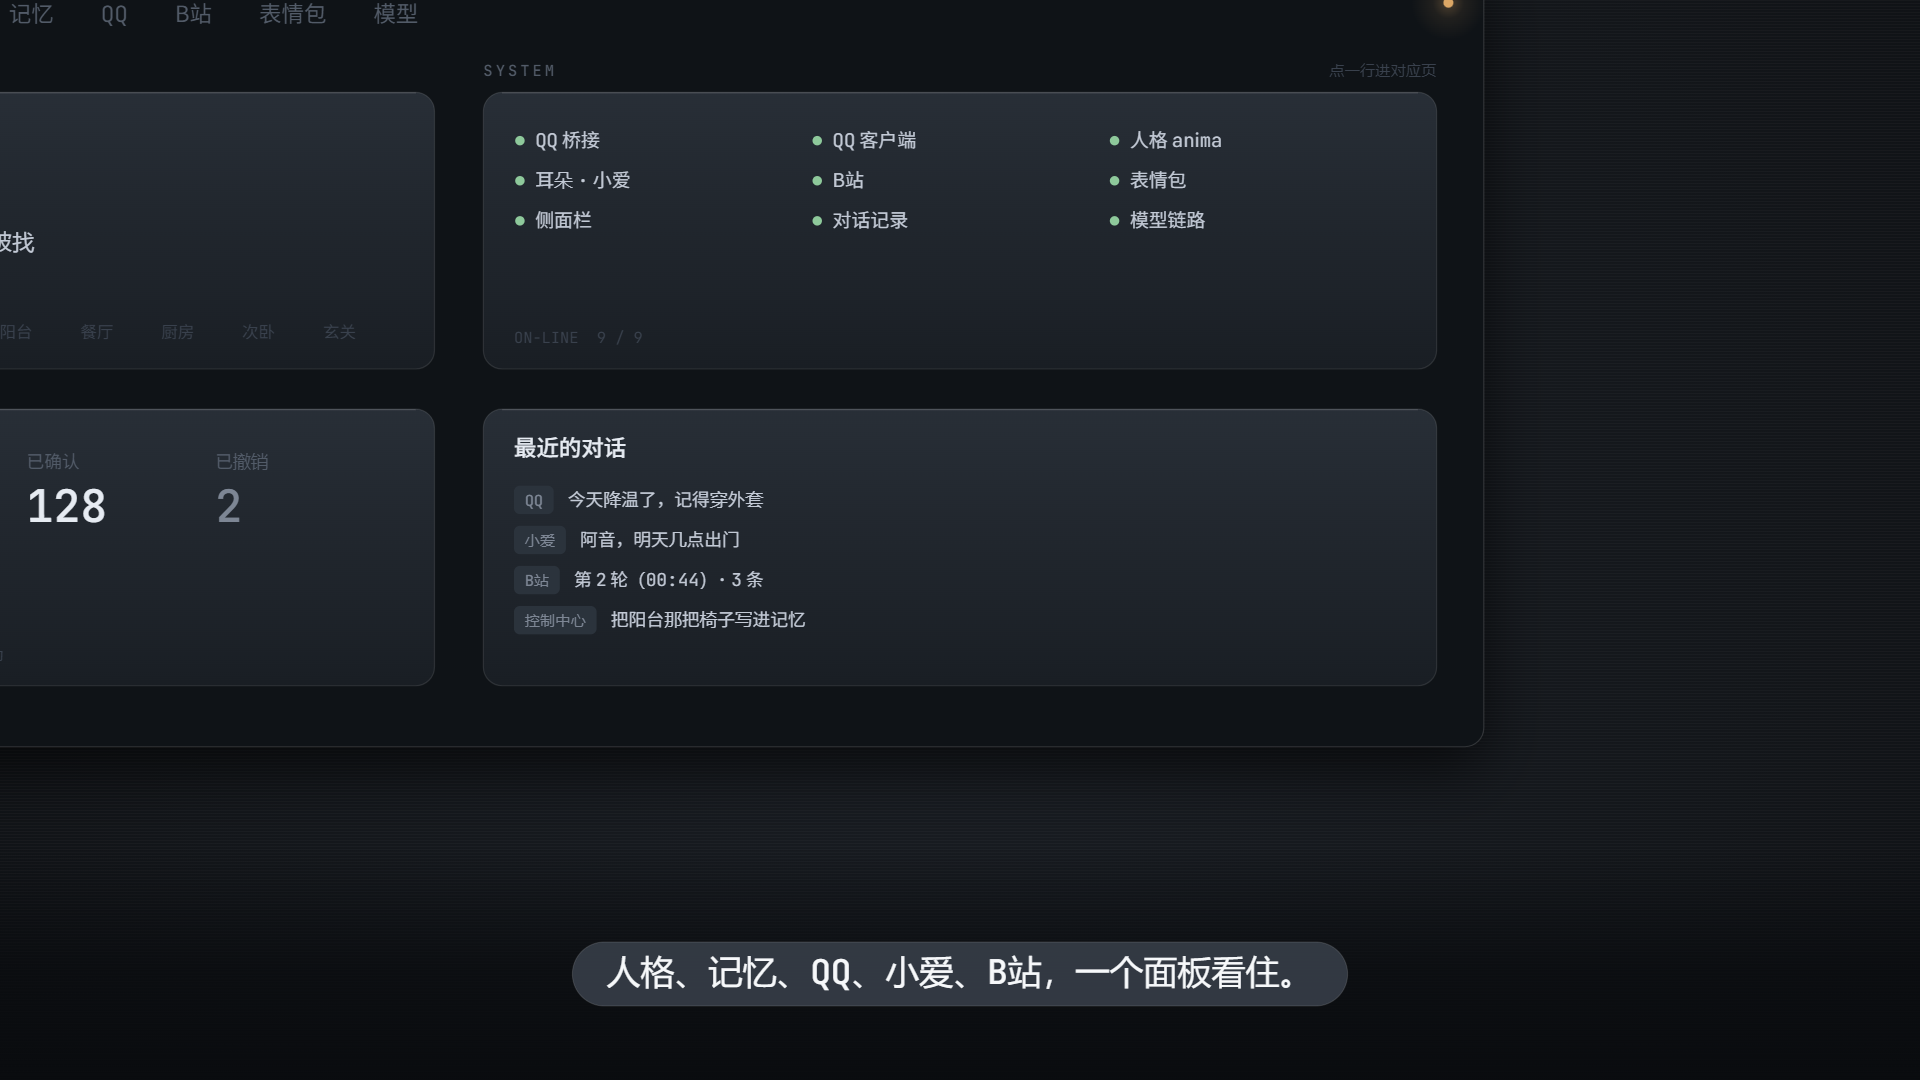 记忆 QQ B站 表情包 模型
SYSTEM 点一行进对应页
QQ 桥接 QQ 客户端 人格 anima
耳朵 · 小爱 B站 表情包
侧面栏 对话记录 模型链路
被找
阳台 餐厅 厨房 次卧 玄关
ON-LINE 9 / 9
已确认 已撤销
128 2
最近的对话
QQ 今天降温了，记得穿外套
小爱 阿音，明天几点出门
B站 第 2 轮（00:44）· 3 条
控制中心 把阳台那把椅子写进记忆
人格、记忆、QQ、小爱、B站，一个面板看住。